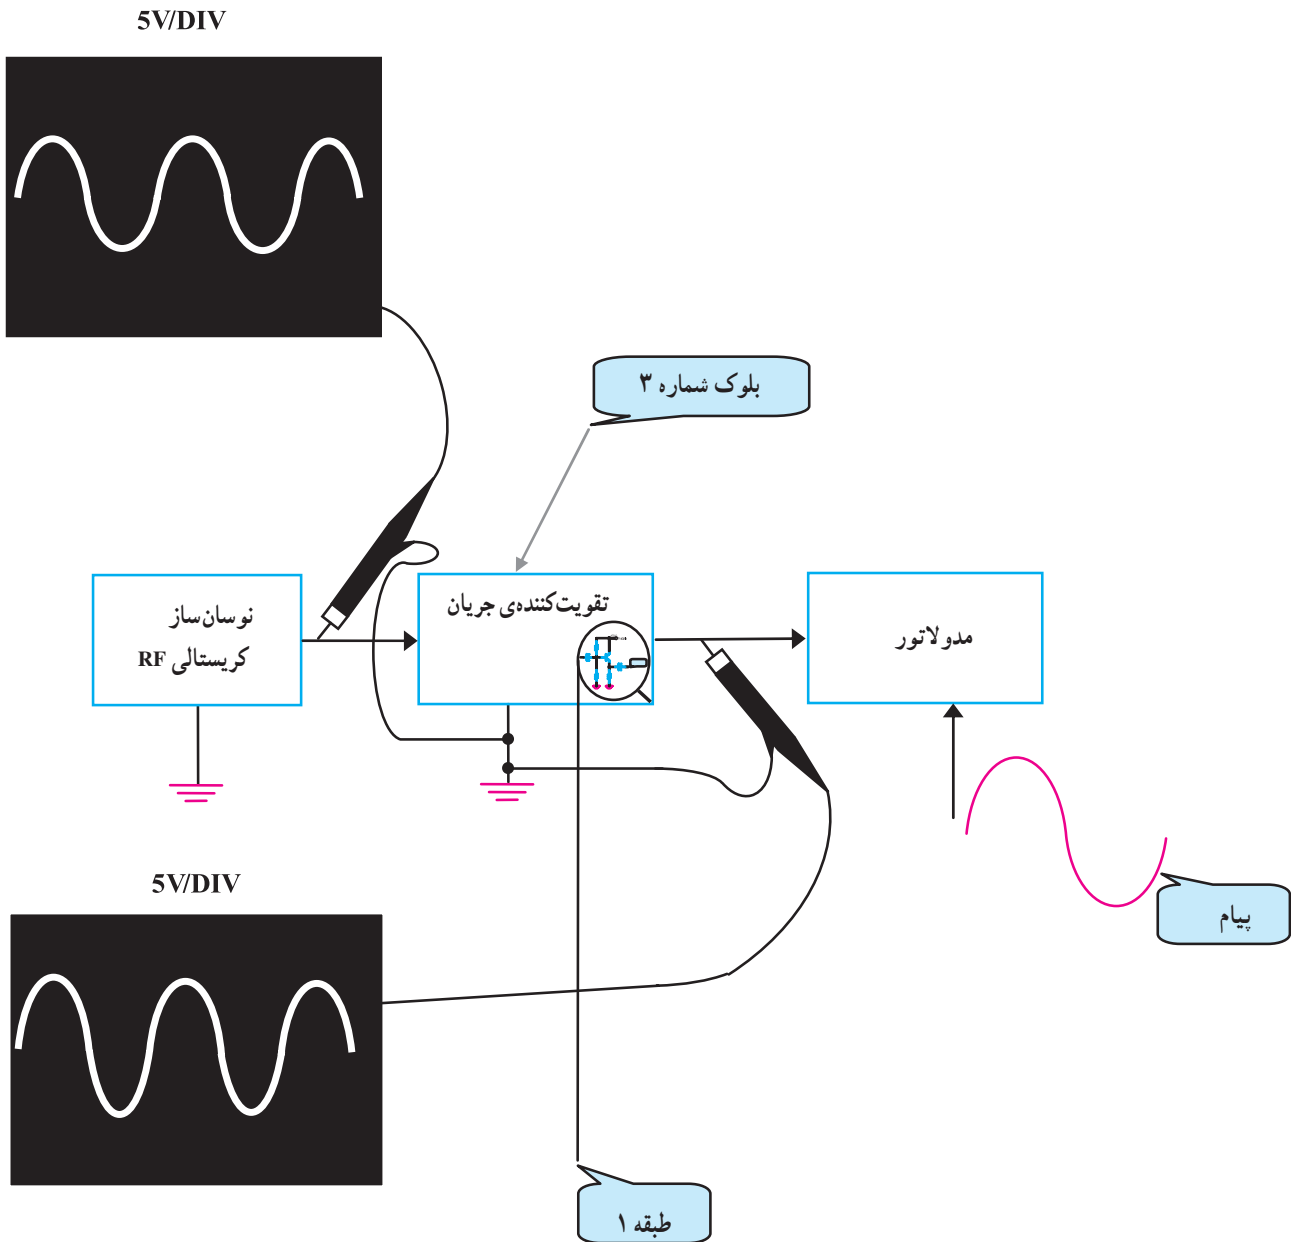 5V/DIV
بلوک شماره ۳
نوسان‌ساز
کریستالی RF
تقویت‌کننده‌ی جریان
مدولاتور
5V/DIV
پیام
طبقه ۱